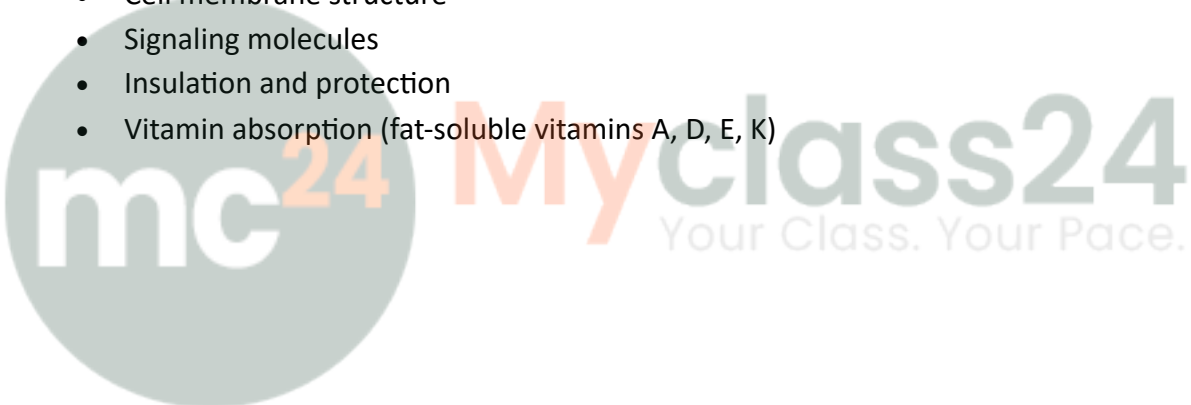 Cell membrane structure
• Signaling molecules
• Insulation and protection
• Vitamin absorption (fat-soluble vitamins A, D, E, K)
mc24 Myclass24
Your Class. Your Pace.